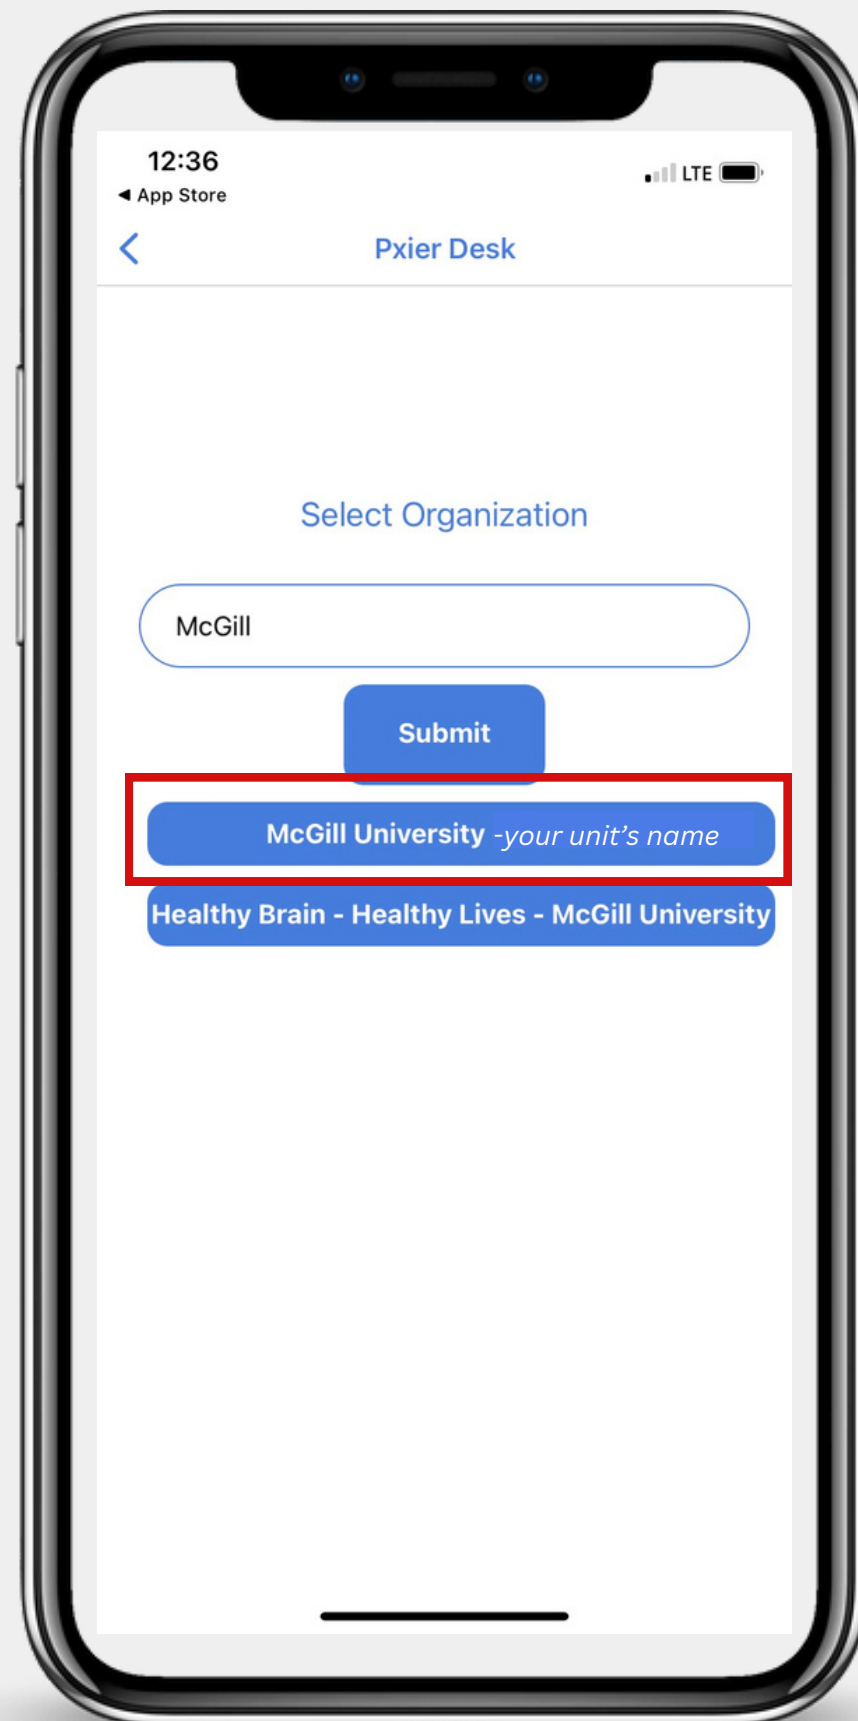 12:36
LTE
◀ App Store
Pxier Desk
Select Organization
McGill
Submit
McGill University -your unit’s name
Healthy Brain - Healthy Lives - McGill University